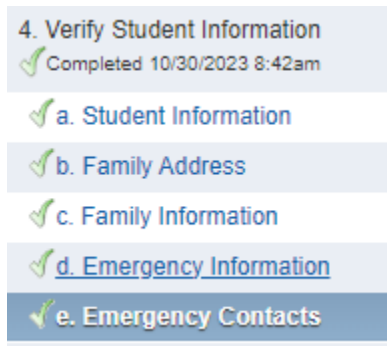 4. Verify Student Information
Completed 10/30/2023 8:42am
a. Student Information
b. Family Address
c. Family Information
d. Emergency Information
e. Emergency Contacts